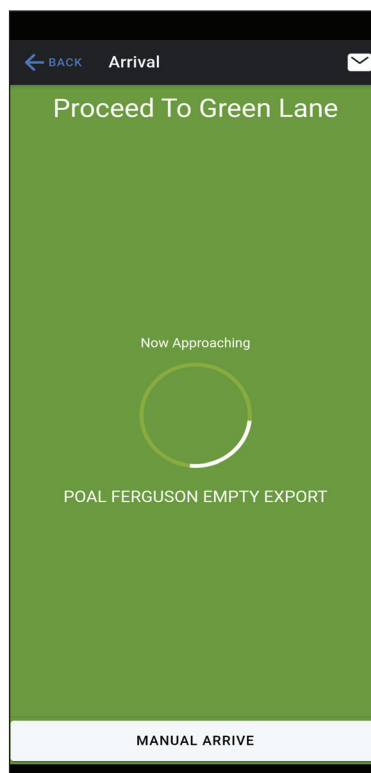 BACK Arrival
Proceed To Green Lane
Now Approaching
POAL FERGUSON EMPTY EXPORT
MANUAL ARRIVE